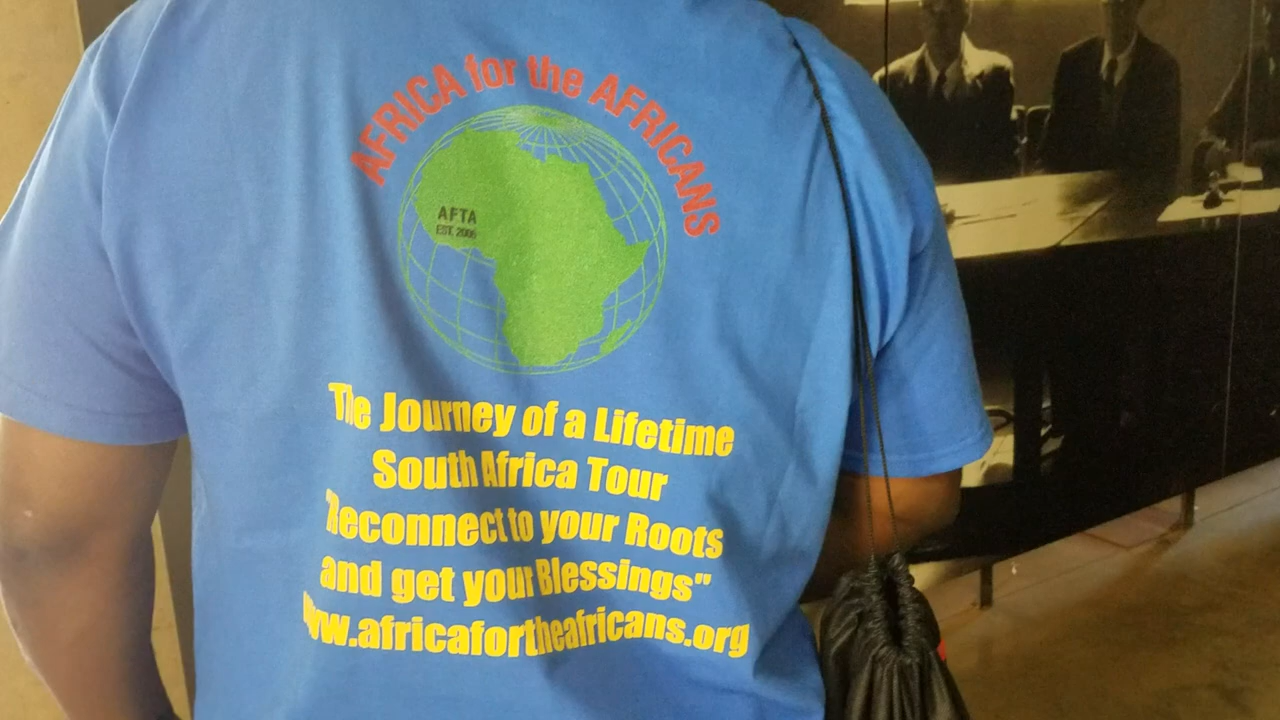 AFRICA for the AFRICANS
AFTA
EST. 2006
The Journey of a Lifetime
South Africa Tour
"Reconnect to your Roots
and get your Blessings"
www.africafortheafricans.org